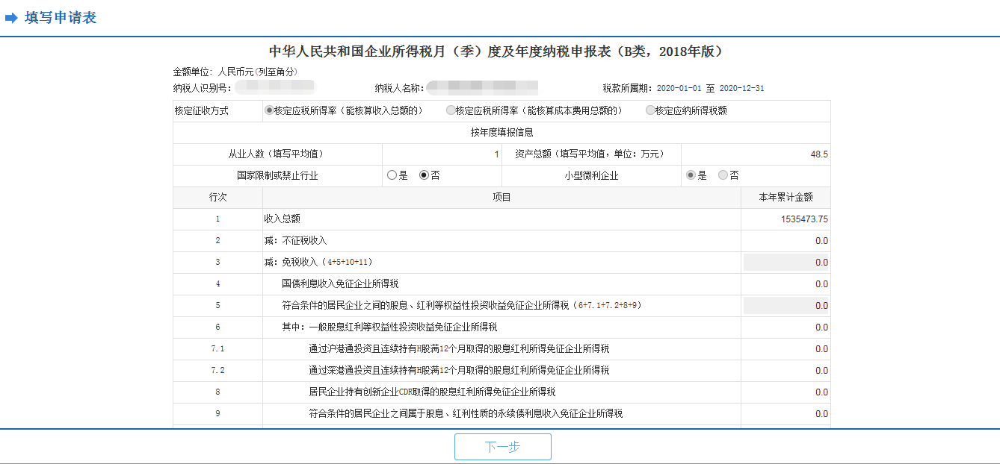 填写申请表
中华人民共和国企业所得税月（季）度及年度纳税申报表（B类，2018年版）
金额单位：人民币元(列至角分)
纳税人识别号： 纳税人名称： 税款所属期：2020-01-01 至 2020-12-31
核定征收方式 核定应税所得率（能核算收入总额的） 核定应税所得率（能核算成本费用总额的） 核定应纳所得税额
按年度填报信息
从业人数（填写平均值） 1 资产总额（填写平均值，单位：万元） 48.5
国家限制或禁止行业 是 否 小型微利企业 是 否
行次 项目 本年累计金额
1 收入总额 1535473.75
2 减：不征税收入 0.0
3 减：免税收入（4+5+10+11） 0.0
4 国债利息收入免征企业所得税 0.0
5 符合条件的居民企业之间的股息、红利等权益性投资收益免征企业所得税（6+7.1+7.2+8+9） 0.0
6 其中：一般股息红利等权益性投资收益免征企业所得税 0.0
7.1 通过沪港通投资且连续持有H股满12个月取得的股息红利所得免征企业所得税 0.0
7.2 通过深港通投资且连续持有H股满12个月取得的股息红利所得免征企业所得税 0.0
8 居民企业持有创新企业CDR取得的股息红利所得免征企业所得税 0.0
9 符合条件的居民企业之间属于股息、红利性质的永续债利息收入免征企业所得税 0.0
下一步